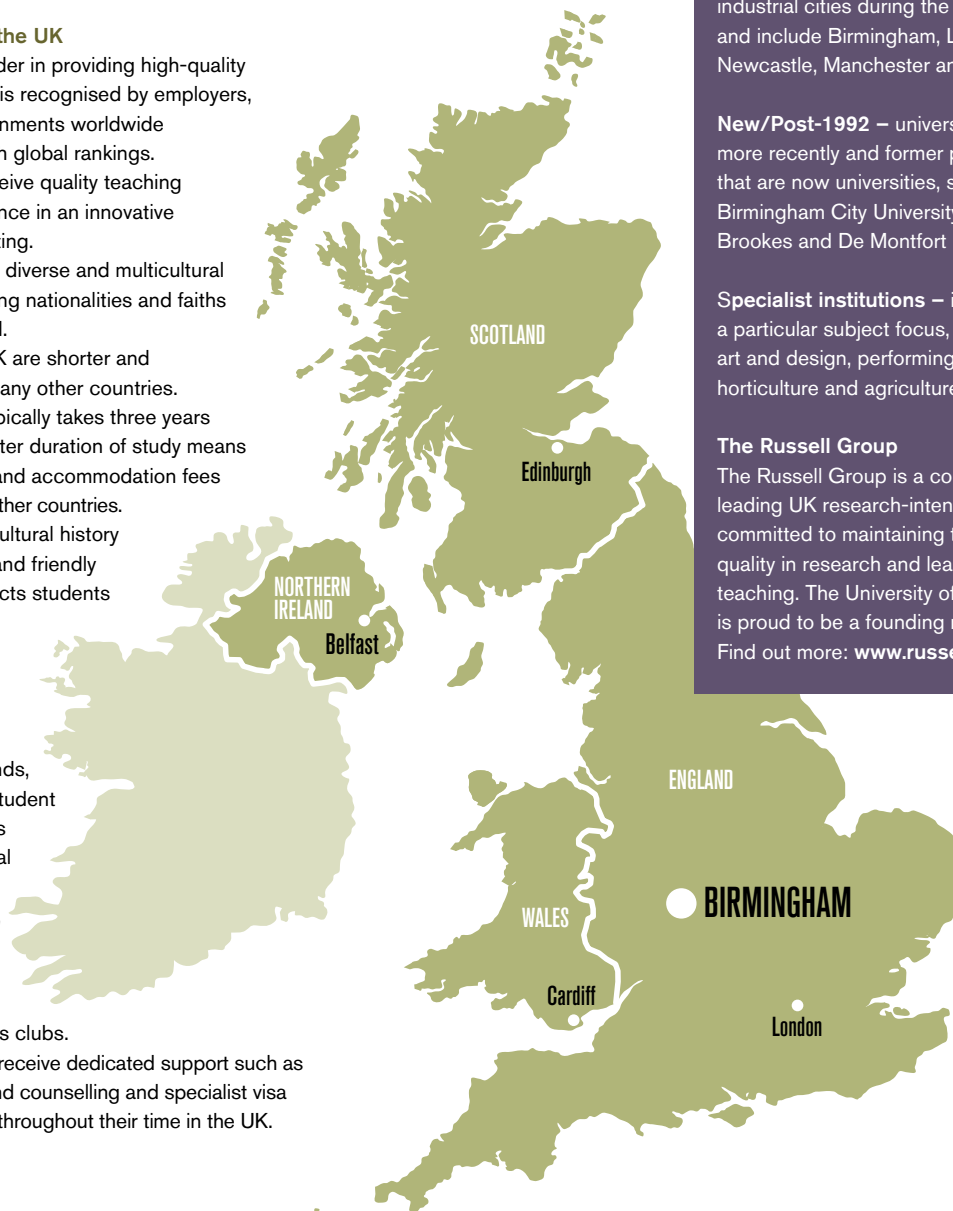 the UK
der in providing high-quality
is recognised by employers,
nments worldwide
n global rankings.
eive quality teaching
nce in an innovative
ting.
diverse and multicultural
ng nationalities and faiths
d.
K are shorter and
any other countries.
pically takes three years
ter duration of study means
and accommodation fees
ther countries.
ultural history
and friendly
cts students
nds,
tudent
s
al
s clubs.
receive dedicated support such as
nd counselling and specialist visa
throughout their time in the UK.
SCOTLAND
Edinburgh
NORTHERN
IRELAND
Belfast
ENGLAND
BIRMINGHAM
WALES
Cardiff
London
industrial cities during the
and include Birmingham, L
Newcastle, Manchester an
New/Post-1992 – univers
more recently and former p
that are now universities, s
Birmingham City University
Brookes and De Montfort
Specialist institutions – i
a particular subject focus,
art and design, performing
horticulture and agriculture
The Russell Group
The Russell Group is a co
leading UK research-inten
committed to maintaining t
quality in research and lea
teaching. The University of
is proud to be a founding
Find out more: www.russe